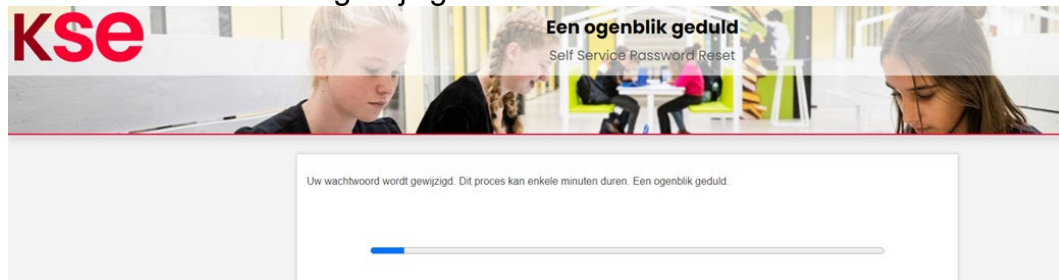 kse
Een ogenblik geduld
Self Service Password Reset
Uw wachtwoord wordt gewijzigd. Dit proces kan enkele minuten duren. Een ogenblik geduld.